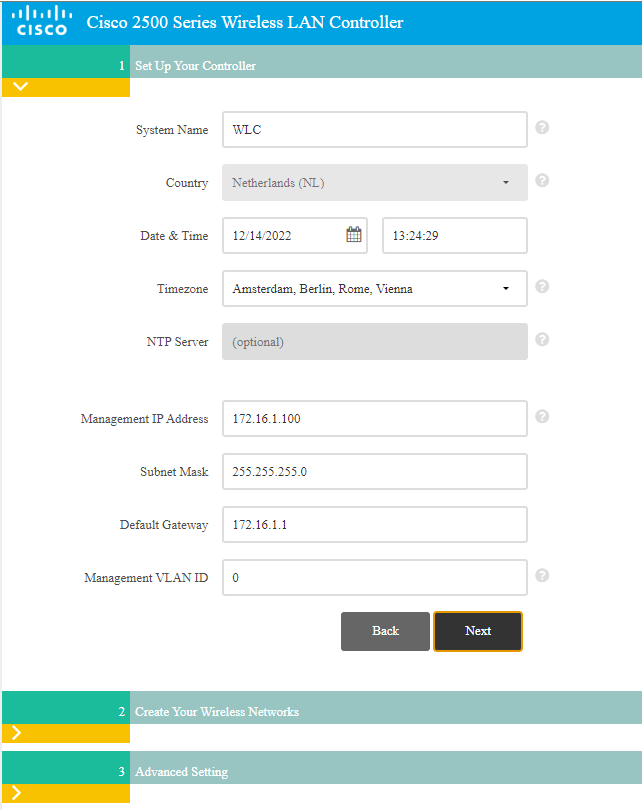 CISCO Cisco 2500 Series Wireless LAN Controller
1 Set Up Your Controller
System Name WLC ?
Country Netherlands (NL) ?
Date & Time 12/14/2022 13:24:29
Timezone Amsterdam, Berlin, Rome, Vienna ?
NTP Server (optional) ?
Management IP Address 172.16.1.100 ?
Subnet Mask 255.255.255.0
Default Gateway 172.16.1.1
Management VLAN ID 0 ?
Back Next
2 Create Your Wireless Networks
3 Advanced Setting